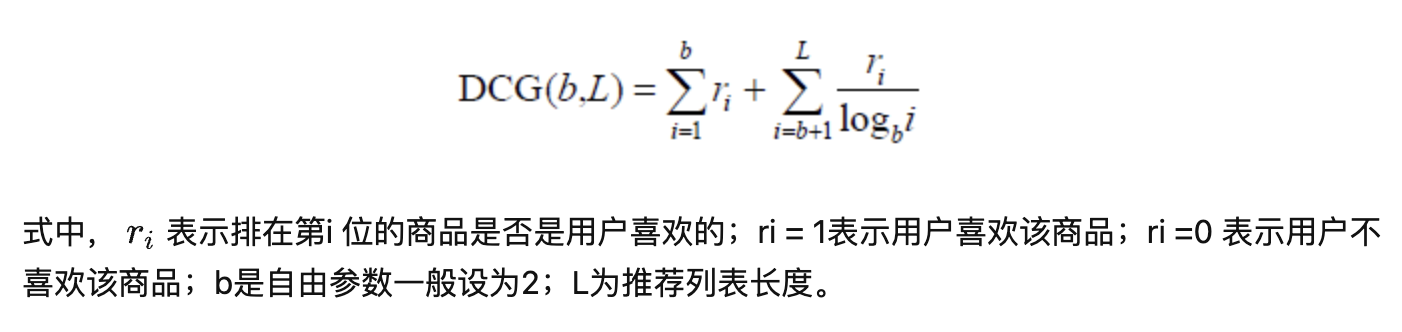 DCG(b,L) = \sum_{i=1}^{b} r_i + \sum_{i=b+1}^{L} \frac{r_i}{\log_b i}
式中， r_i 表示排在第i 位的商品是否是用户喜欢的；ri = 1表示用户喜欢该商品；ri =0 表示用户不
喜欢该商品；b是自由参数一般设为2；L为推荐列表长度。